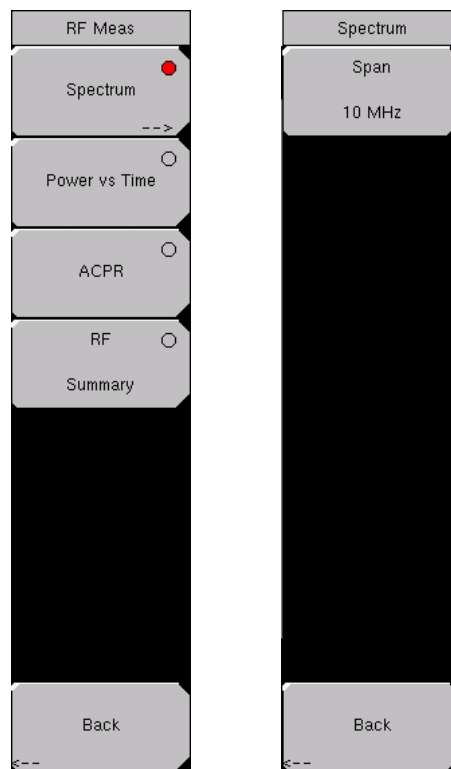 RF Meas
Spectrum
-->
Power vs Time
ACPR
RF
Summary
Back
<--
Spectrum
Span
10 MHz
Back
<--